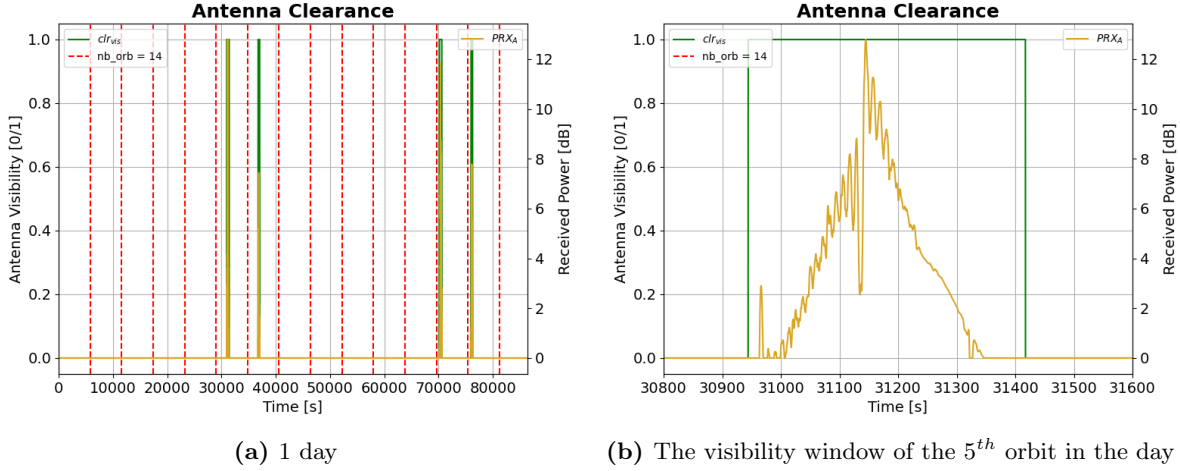 Antenna Clearance
clr_vis
nb_orb = 14
PRX_A
Antenna Visibility [0/1]
1.0
0.8
0.6
0.4
0.2
0.0
Received Power [dB]
12
10
8
6
4
2
0
0 10000 20000 30000 40000 50000 60000 70000 80000
Time [s]
(a) 1 day
Antenna Clearance
clr_vis
nb_orb = 14
PRX_A
Antenna Visibility [0/1]
1.0
0.8
0.6
0.4
0.2
0.0
Received Power [dB]
12
10
8
6
4
2
0
30800 30900 31000 31100 31200 31300 31400 31500 31600
Time [s]
(b) The visibility window of the 5th orbit in the day